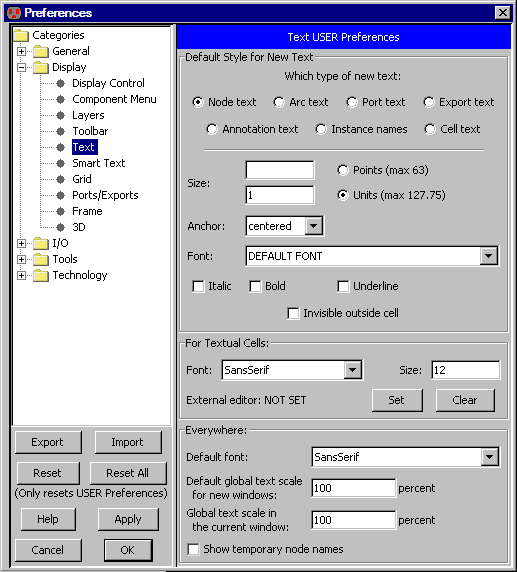 Preferences
Categories
General
Display
Display Control
Component Menu
Layers
Toolbar
Text
Smart Text
Grid
Ports/Exports
Frame
3D
I/O
Tools
Technology
Export Import
Reset Reset All
(Only resets USER Preferences)
Help Apply
Cancel OK
Text USER Preferences
Default Style for New Text
Which type of new text:
Node text Arc text Port text Export text
Annotation text Instance names Cell text
Size:
Points (max 63)
1 Units (max 127.75)
Anchor: centered
Font: DEFAULT FONT
Italic Bold Underline
Invisible outside cell
For Textual Cells:
Font: SansSerif Size: 12
External editor: NOT SET Set Clear
Everywhere:
Default font: SansSerif
Default global text scale
for new windows: 100 percent
Global text scale in
the current window: 100 percent
Show temporary node names